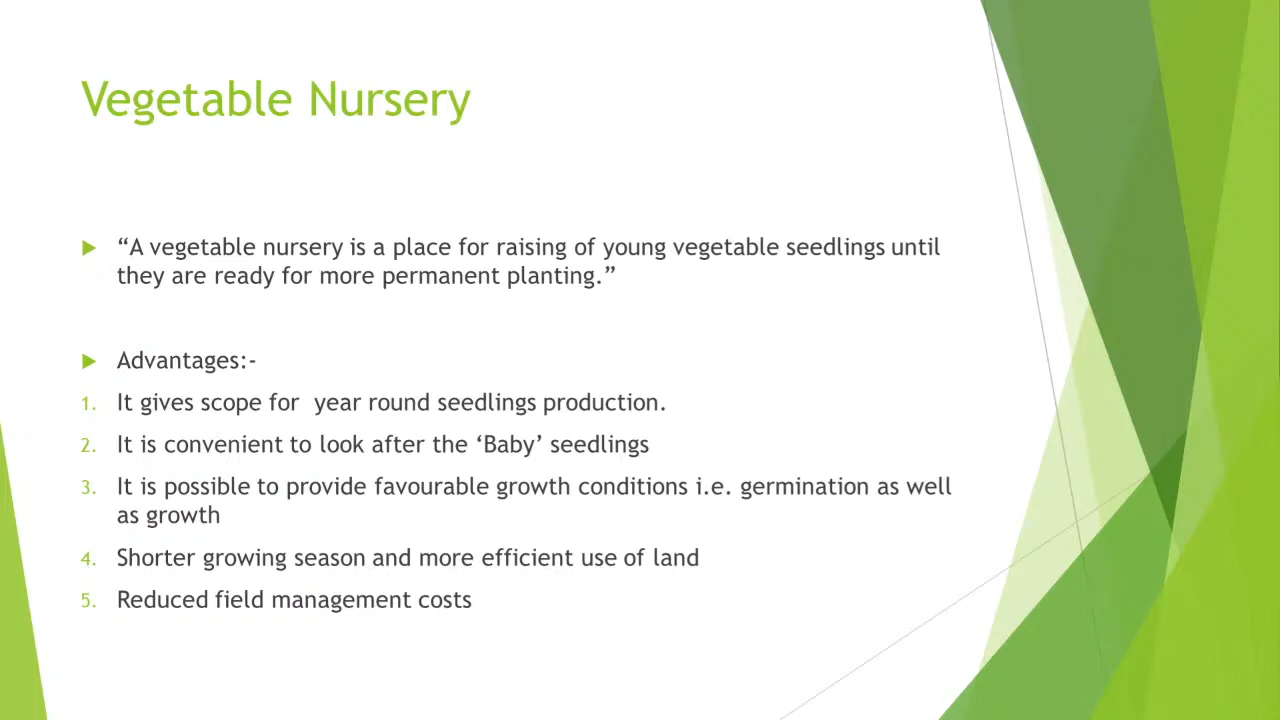 Vegetable Nursery
“A vegetable nursery is a place for raising of young vegetable seedlings until
they are ready for more permanent planting.”
Advantages:-
1. It gives scope for  year round seedlings production.
2. It is convenient to look after the ‘Baby’ seedlings
3. It is possible to provide favourable growth conditions i.e. germination as well
as growth
4. Shorter growing season and more efficient use of land
5. Reduced field management costs